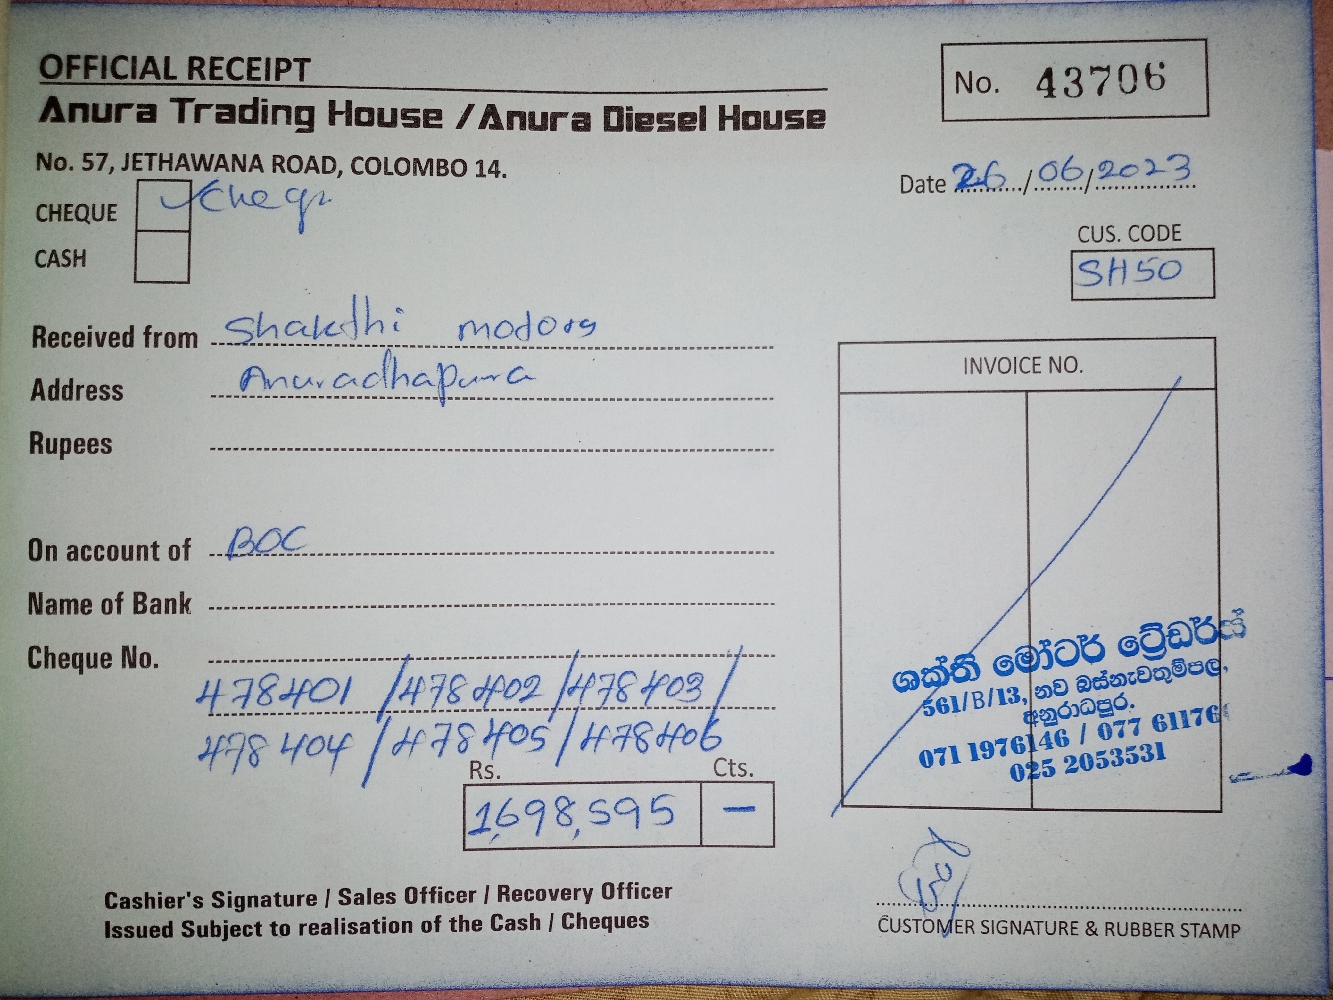 OFFICIAL RECEIPT
No. 43706
Anura Trading House / Anura Diesel House
No. 57, JETHAWANA ROAD, COLOMBO 14.
Date 26/06/2023
CHEQUE ✓ Cheqr
CASH
CUS. CODE
SH50
Received from Shakthi modors
Address Anuradhapura
Rupees
INVOICE NO.
On account of BOC
Name of Bank
Cheque No.
478401 / 478402 / 478403 /
478404 / 478405 / 478406
ශක්ති මෝටර් ට්‍රේඩර්ස්
561/B/13, නව බස්නැවතුම්පල,
අනුරාධපුර.
071 1976146 / 077 61176
025 2053531
Rs. Cts.
1,698,595 —
Cashier's Signature / Sales Officer / Recovery Officer
Issued Subject to realisation of the Cash / Cheques
CUSTOMER SIGNATURE & RUBBER STAMP